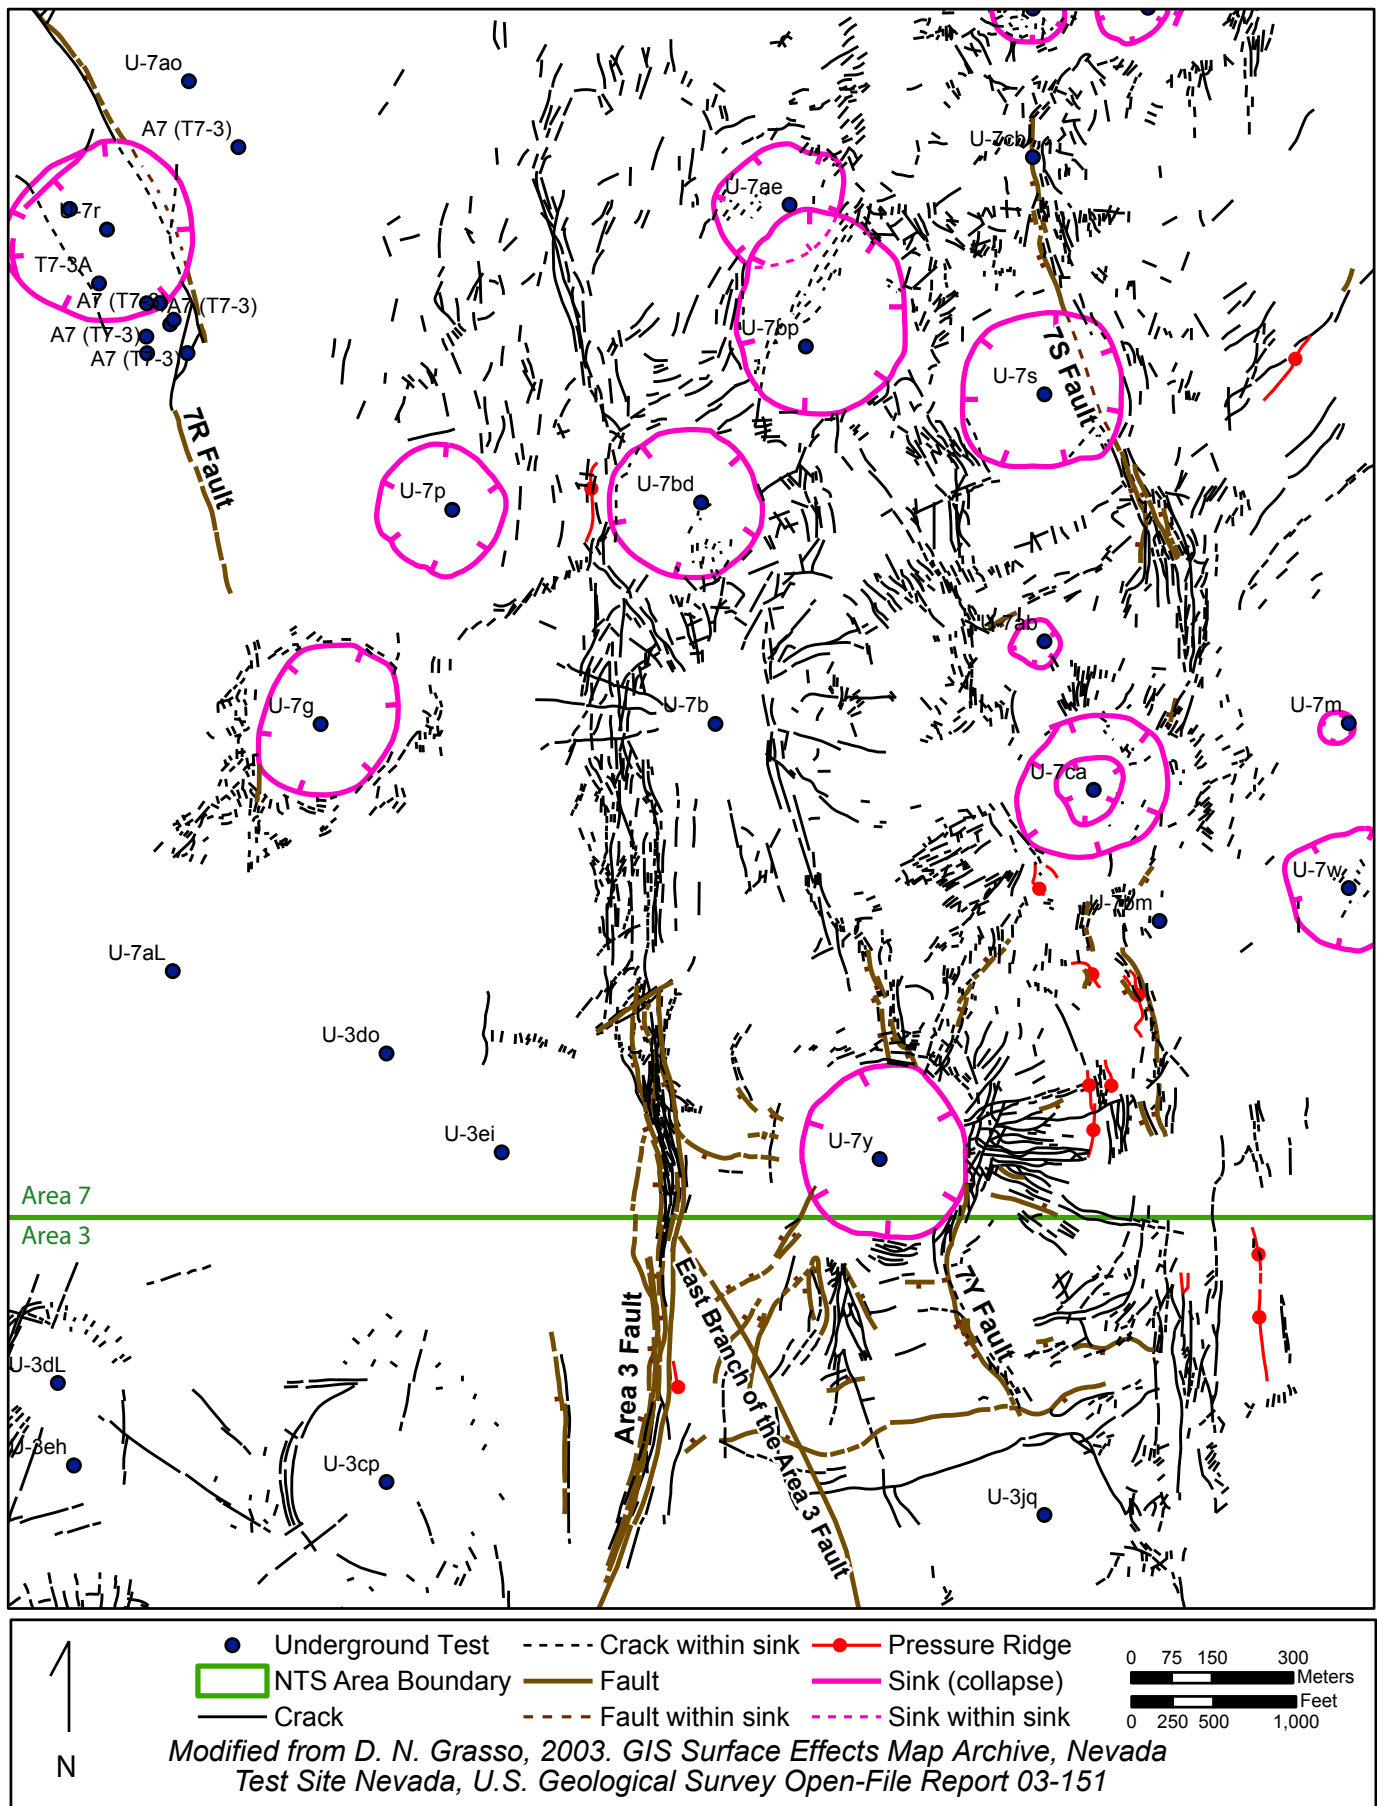 U-7ao
A7 (T7-3)
U-7cb
U-7ae
U-7r
T7-3A
A7 (T7-3)
A7 (T7-3)
A7 (T7-3)
A7 (T7-3)
U-7bp
7S Fault
U-7s
7R Fault
U-7p
U-7bd
U-7ab
U-7g
U-7b
U-7m
U-7ca
U-7w
U-7bm
U-7aL
U-3do
U-3ei
U-7y
Area 7
Area 3
East Branch of the Area 3 Fault
7Y Fault
Area 3 Fault
U-3dL
U-3eh
U-3cp
U-3jq
Underground Test
Crack within sink
Pressure Ridge
NTS Area Boundary
Fault
Sink (collapse)
Crack
Fault within sink
Sink within sink
0 75 150 300
Meters
Feet
0 250 500 1,000
N
Modified from D. N. Grasso, 2003. GIS Surface Effects Map Archive, Nevada
Test Site Nevada, U.S. Geological Survey Open-File Report 03-151